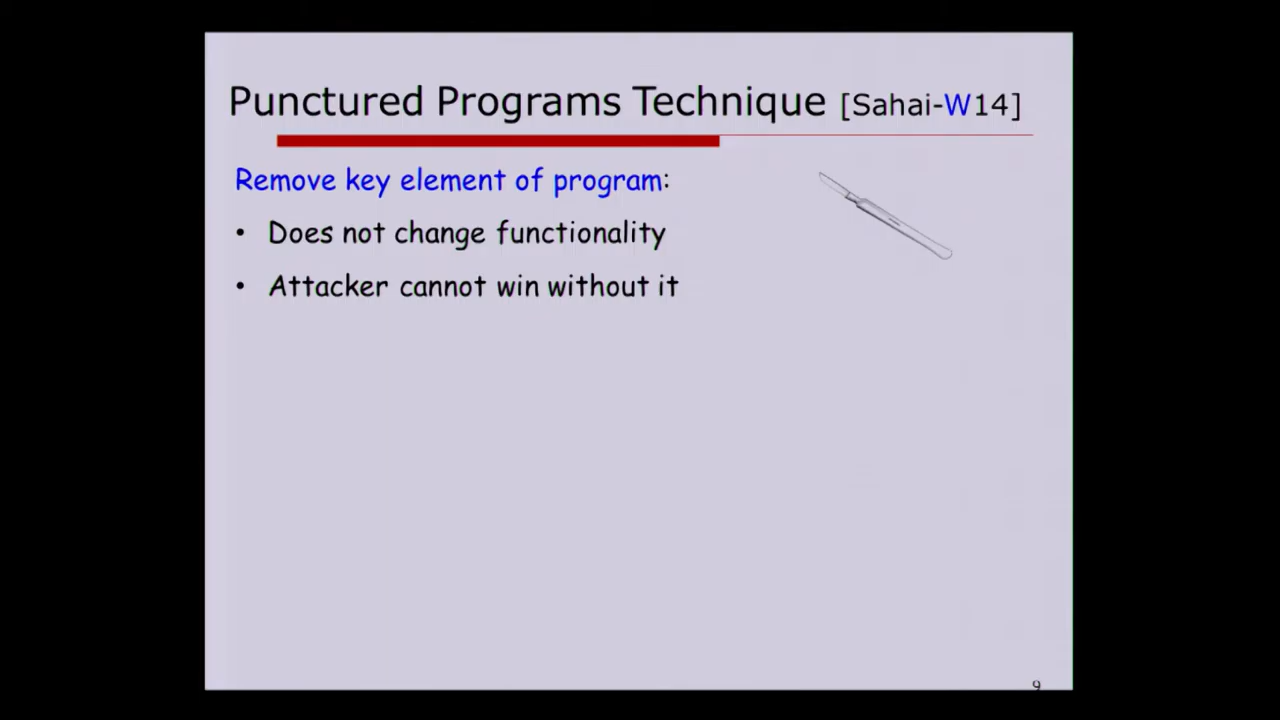 Punctured Programs Technique [Sahai-W14]
Remove key element of program:
• Does not change functionality
• Attacker cannot win without it
9